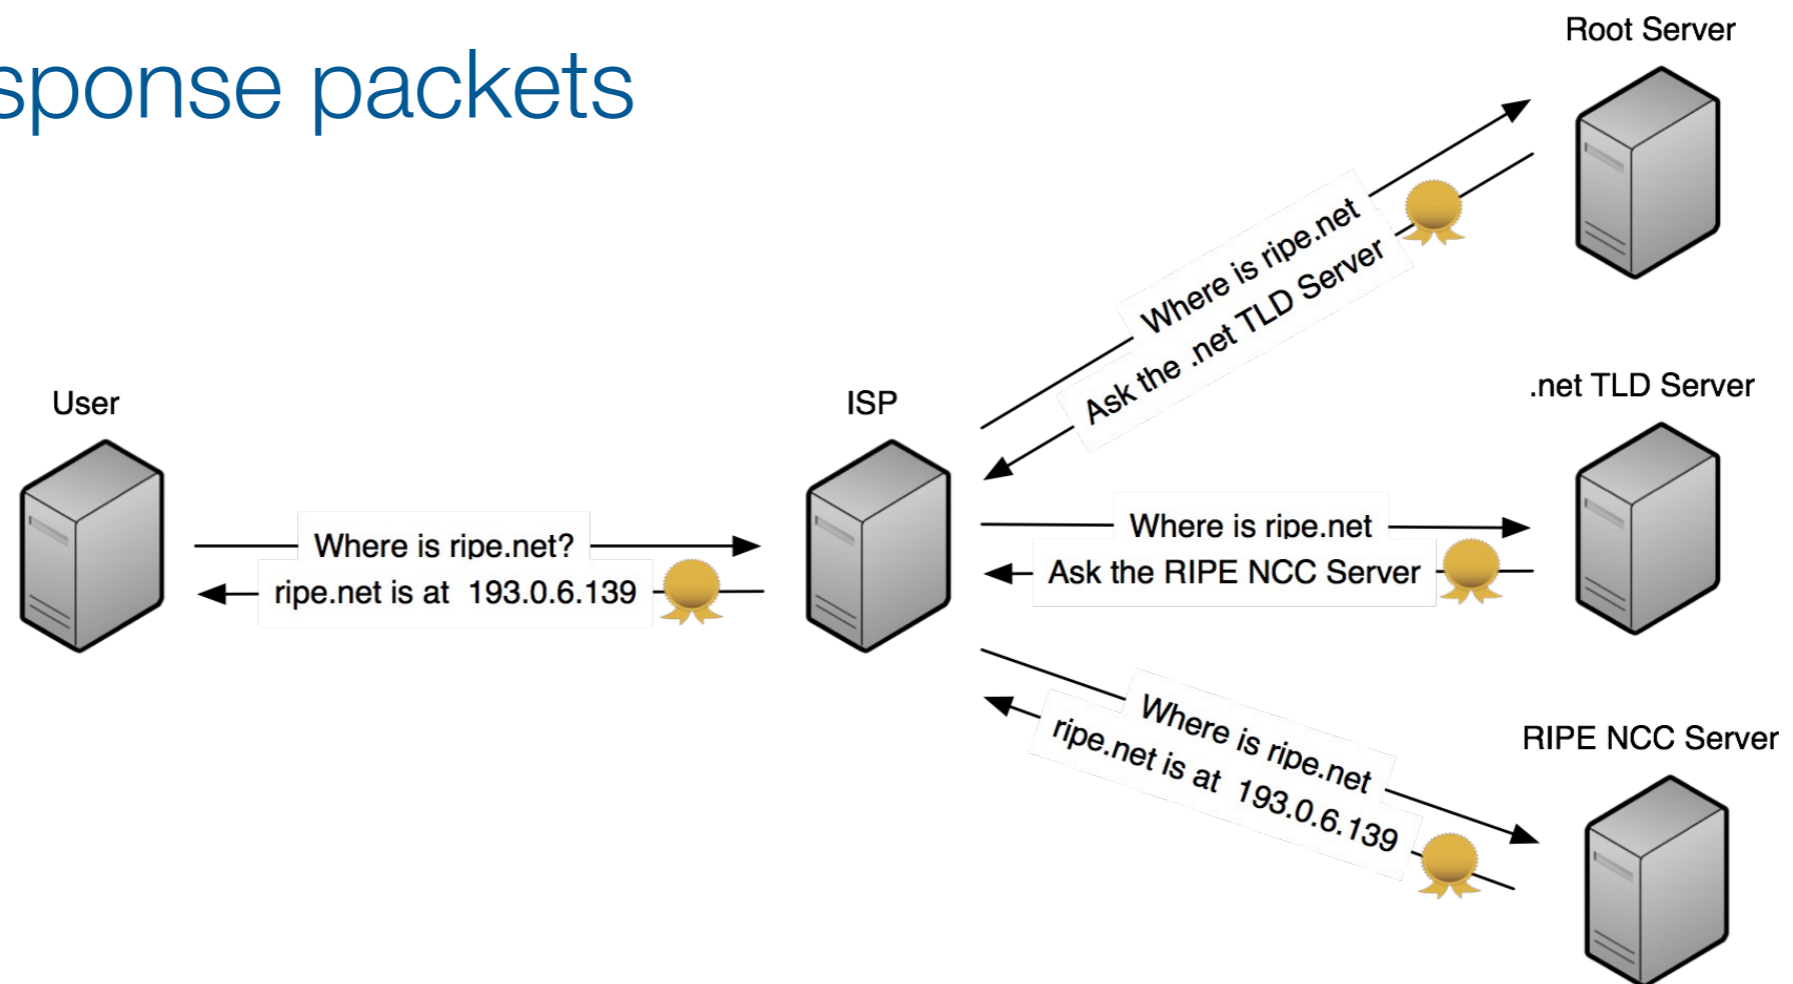 sponse packets
Root Server
Where is ripe.net
Ask the .net TLD Server
User
ISP
.net TLD Server
Where is ripe.net?
ripe.net is at 193.0.6.139
Where is ripe.net
Ask the RIPE NCC Server
Where is ripe.net
ripe.net is at 193.0.6.139
RIPE NCC Server